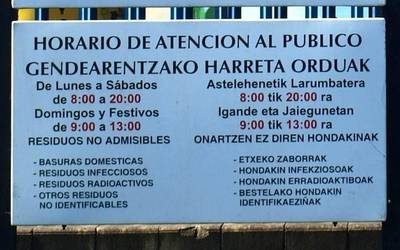 HORARIO DE ATENCION AL PUBLICO
GENDEARENTZAKO HARRETA ORDUAK
De Lunes a Sábados
de 8:00 a 20:00
Domingos y Festivos
de 9:00 a 13:00
RESIDUOS NO ADMISIBLES
- BASURAS DOMESTICAS
- RESIDUOS INFECCIOSOS
- RESIDUOS RADIOACTIVOS
- OTROS RESIDUOS
NO IDENTIFICABLES
Astelehenetik Larumbatera
8:00 tik 20:00 ra
Igande eta Jaiegunetan
9:00 tik 13:00 ra
ONARTZEN EZ DIREN HONDAKINAK
- ETXEKO ZABORRAK
- HONDAKIN INFEKZIOSOAK
- HONDAKIN ERRADIOAKTIBOAK
- BESTELAKO HONDAKIN
IDENTIFIKAEZIÑAK